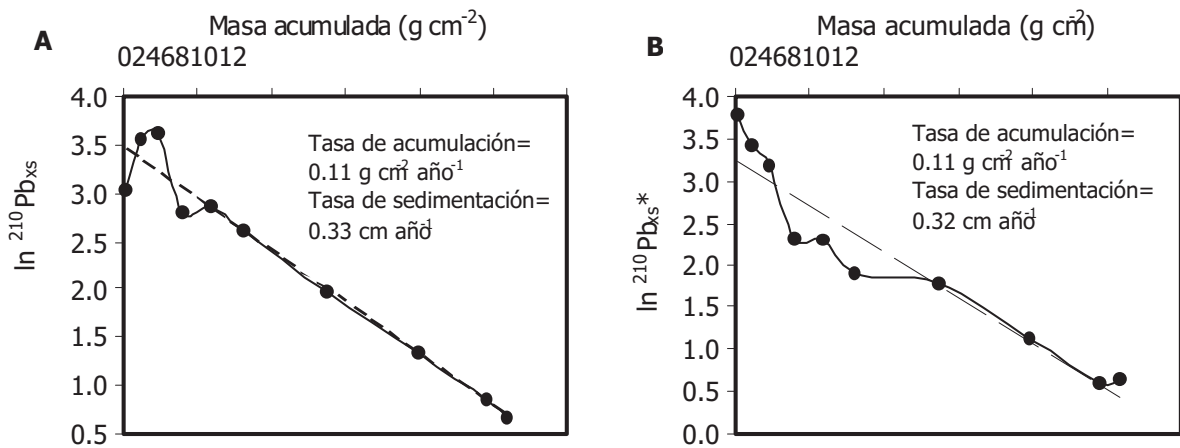 A
Masa acumulada (g cm-2)
024681012
4.0
3.5
3.0
2.5
2.0
1.5
1.0
0.5
ln 210Pbxs
Tasa de acumulación=
0.11 g cm-2 año-1
Tasa de sedimentación=
0.33 cm año-1
B
Masa acumulada (g cm-2)
024681012
4.0
3.5
3.0
2.5
2.0
1.5
1.0
0.5
0.0
ln 210Pbxs*
Tasa de acumulación=
0.11 g cm-2 año-1
Tasa de sedimentación=
0.32 cm año-1